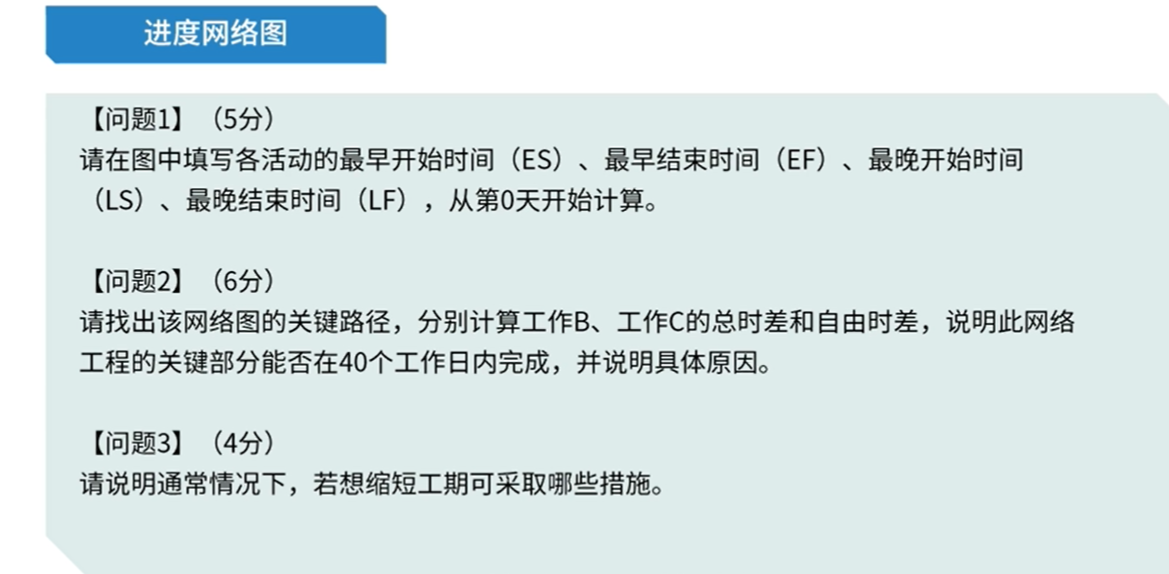 进度网络图
【问题1】（5分）
请在图中填写各活动的最早开始时间（ES）、最早结束时间（EF）、最晚开始时间
（LS）、最晚结束时间（LF），从第0天开始计算。
【问题2】（6分）
请找出该网络图的关键路径，分别计算工作B、工作C的总时差和自由时差，说明此网络
工程的关键部分能否在40个工作日内完成，并说明具体原因。
【问题3】（4分）
请说明通常情况下，若想缩短工期可采取哪些措施。